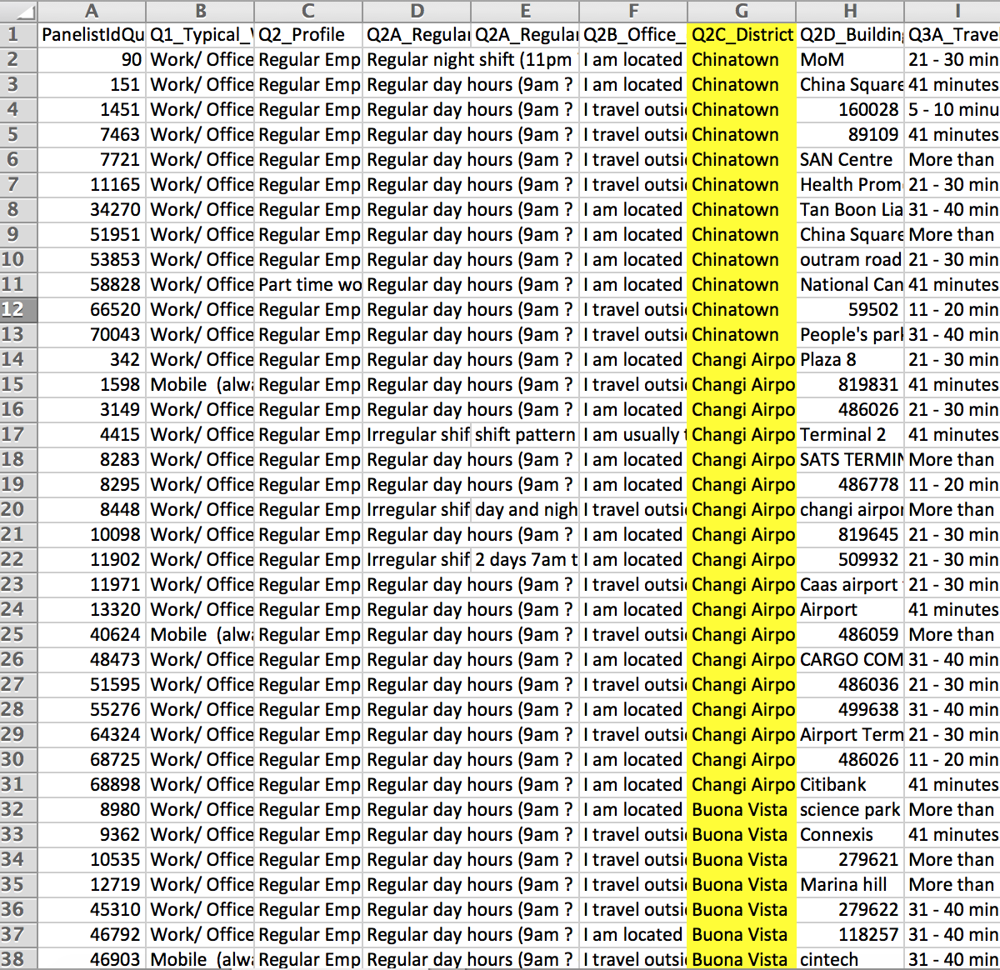 A B C D E F G H I
1 PanelistIdQu Q1_Typical_ Q2_Profile Q2A_Regular Q2A_Regular Q2B_Office_ Q2C_District Q2D_Building Q3A_Travel
2 90 Work/ Office Regular Emp Regular night shift (11pm I am located Chinatown MoM 21 - 30 min
3 151 Work/ Office Regular Emp Regular day hours (9am ? I am located Chinatown China Square 41 minutes
4 1451 Work/ Office Regular Emp Regular day hours (9am ? I travel outsi Chinatown 160028 5 - 10 minu
5 7463 Work/ Office Regular Emp Regular day hours (9am ? I travel outsi Chinatown 89109 41 minutes
6 7721 Work/ Office Regular Emp Regular day hours (9am ? I travel outsi Chinatown SAN Centre More than
7 11165 Work/ Office Regular Emp Regular day hours (9am ? I travel outsi Chinatown Health Prom 21 - 30 min
8 34270 Work/ Office Regular Emp Regular day hours (9am ? I am located Chinatown Tan Boon Lia 31 - 40 min
9 51951 Work/ Office Regular Emp Regular day hours (9am ? I am located Chinatown China Square More than
10 53853 Work/ Office Regular Emp Regular day hours (9am ? I am located Chinatown outram road 21 - 30 min
11 58828 Work/ Office Part time wo Regular day hours (9am ? I am located Chinatown National Can 41 minutes
12 66520 Work/ Office Regular Emp Regular day hours (9am ? I travel outsi Chinatown 59502 11 - 20 min
13 70043 Work/ Office Regular Emp Regular day hours (9am ? I travel outsi Chinatown People's park 31 - 40 min
14 342 Work/ Office Regular Emp Regular day hours (9am ? I am located Changi Airpo Plaza 8 21 - 30 min
15 1598 Mobile (alwa Regular Emp Regular day hours (9am ? I travel outsi Changi Airpo 819831 41 minutes
16 3149 Work/ Office Regular Emp Regular day hours (9am ? I am located Changi Airpo 486026 21 - 30 min
17 4415 Work/ Office Regular Emp Irregular shif shift pattern I am usually Changi Airpo Terminal 2 41 minutes
18 8283 Work/ Office Regular Emp Regular day hours (9am ? I am located Changi Airpo SATS TERMIN More than
19 8295 Work/ Office Regular Emp Regular day hours (9am ? I am located Changi Airpo 486778 11 - 20 min
20 8448 Work/ Office Regular Emp Irregular shif day and nigh I travel outsi Changi Airpo changi airpor More than
21 10098 Work/ Office Regular Emp Regular day hours (9am ? I am located Changi Airpo 819645 21 - 30 min
22 11902 Work/ Office Regular Emp Irregular shif 2 days 7am t I am located Changi Airpo 509932 21 - 30 min
23 11971 Work/ Office Regular Emp Regular day hours (9am ? I travel outsi Changi Airpo Caas airport 21 - 30 min
24 13320 Work/ Office Regular Emp Regular day hours (9am ? I am located Changi Airpo Airport 41 minutes
25 40624 Mobile (alwa Regular Emp Regular day hours (9am ? I travel outsi Changi Airpo 486059 More than
26 48473 Work/ Office Regular Emp Regular day hours (9am ? I am located Changi Airpo CARGO COM 31 - 40 min
27 51595 Work/ Office Regular Emp Regular day hours (9am ? I travel outsi Changi Airpo 486036 21 - 30 min
28 55276 Work/ Office Regular Emp Regular day hours (9am ? I am located Changi Airpo 499638 31 - 40 min
29 64324 Work/ Office Regular Emp Regular day hours (9am ? I travel outsi Changi Airpo Airport Term 21 - 30 min
30 68725 Work/ Office Regular Emp Regular day hours (9am ? I am located Changi Airpo 486026 11 - 20 min
31 68898 Work/ Office Regular Emp Regular day hours (9am ? I am located Changi Airpo Citibank 41 minutes
32 8980 Work/ Office Regular Emp Regular day hours (9am ? I am located Buona Vista science park More than
33 9362 Work/ Office Regular Emp Regular day hours (9am ? I travel outsi Buona Vista Connexis 41 minutes
34 10535 Work/ Office Regular Emp Regular day hours (9am ? I travel outsi Buona Vista 279621 More than
35 12719 Work/ Office Regular Emp Regular day hours (9am ? I travel outsi Buona Vista Marina hill More than
36 45310 Work/ Office Regular Emp Regular day hours (9am ? I travel outsi Buona Vista 279622 31 - 40 min
37 46792 Work/ Office Regular Emp Regular day hours (9am ? I am located Buona Vista 118257 31 - 40 min
38 46903 Mobile (alwa Regular Emp Regular day hours (9am ? I travel outsi Buona Vista cintech 31 - 40 min